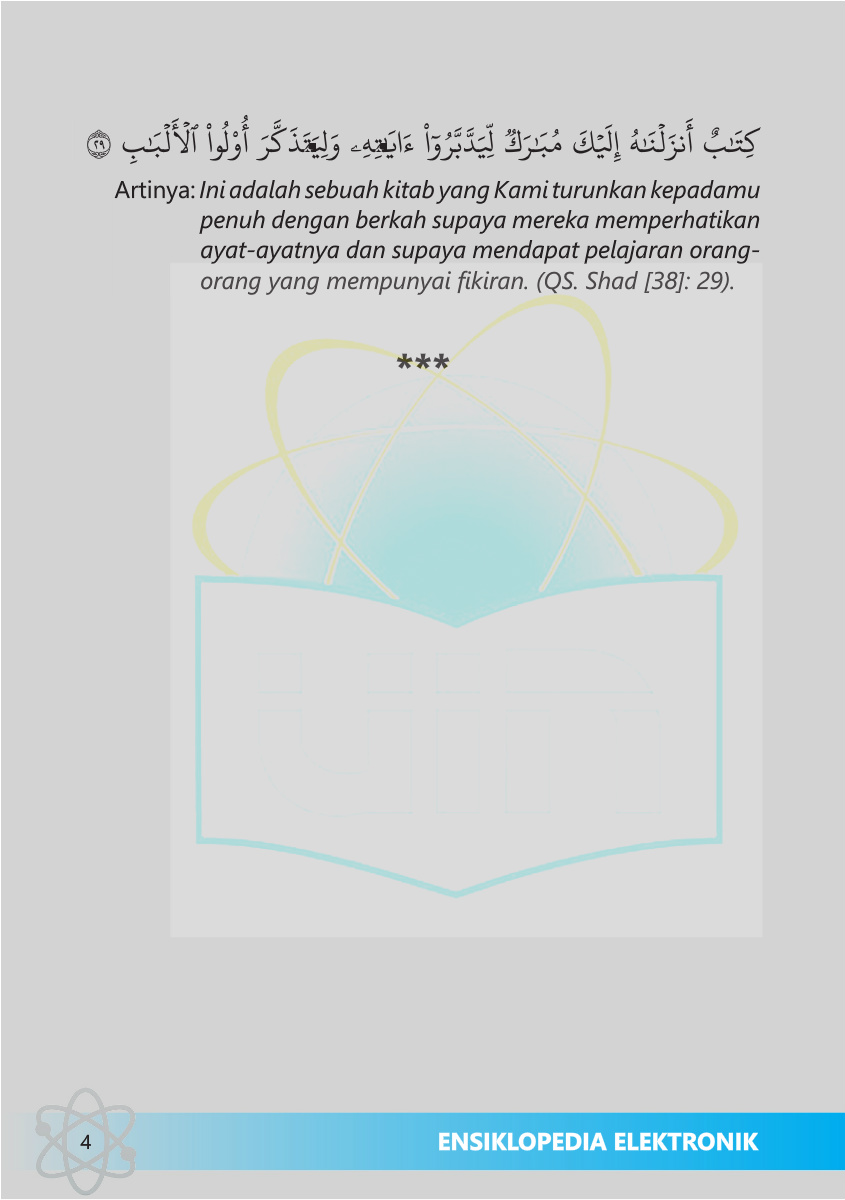 كِتَٰبٌ أَنزَلۡنَٰهُ إِلَيۡكَ مُبَٰرَكٞ لِّيَدَّبَّرُوٓاْ ءَايَٰتِهِۦ وَلِيَتَذَكَّرَ أُوْلُواْ ٱلۡأَلۡبَٰبِ ٢٩
Artinya: Ini adalah sebuah kitab yang Kami turunkan kepadamu
penuh dengan berkah supaya mereka memperhatikan
ayat-ayatnya dan supaya mendapat pelajaran orang-
orang yang mempunyai fikiran. (QS. Shad [38]: 29).
***
4
ENSIKLOPEDIA ELEKTRONIK